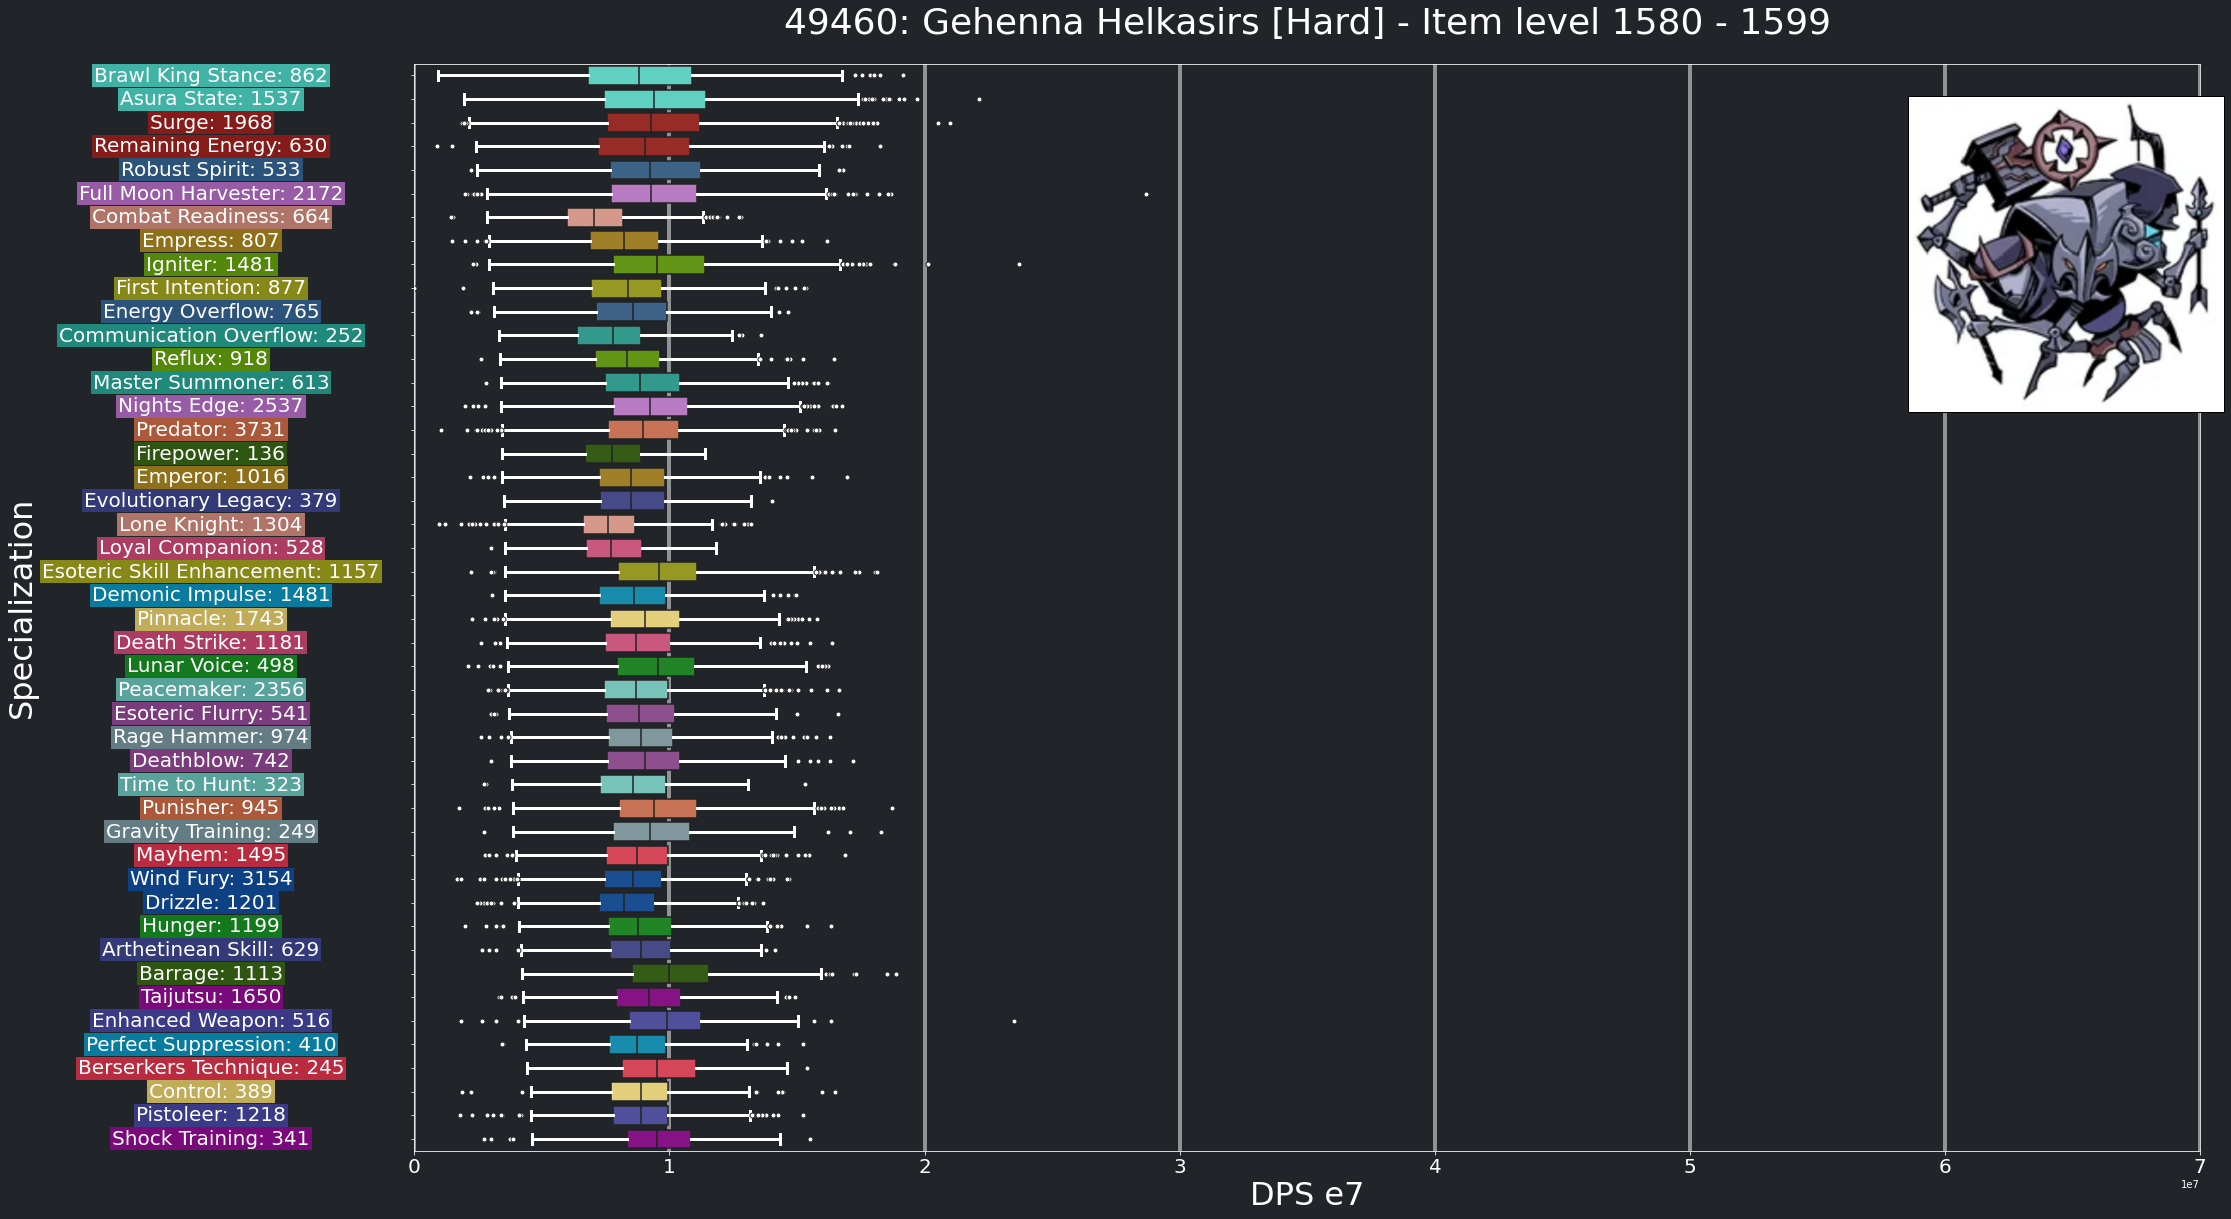 49460: Gehenna Helkasirs [Hard] - Item level 1580 - 1599
Specialization
Brawl King Stance: 862
Asura State: 1537
Surge: 1968
Remaining Energy: 630
Robust Spirit: 533
Full Moon Harvester: 2172
Combat Readiness: 664
Empress: 807
Igniter: 1481
First Intention: 877
Energy Overflow: 765
Communication Overflow: 252
Reflux: 918
Master Summoner: 613
Nights Edge: 2537
Predator: 3731
Firepower: 136
Emperor: 1016
Evolutionary Legacy: 379
Lone Knight: 1304
Loyal Companion: 528
Esoteric Skill Enhancement: 1157
Demonic Impulse: 1481
Pinnacle: 1743
Death Strike: 1181
Lunar Voice: 498
Peacemaker: 2356
Esoteric Flurry: 541
Rage Hammer: 974
Deathblow: 742
Time to Hunt: 323
Punisher: 945
Gravity Training: 249
Mayhem: 1495
Wind Fury: 3154
Drizzle: 1201
Hunger: 1199
Arthetinean Skill: 629
Barrage: 1113
Taijutsu: 1650
Enhanced Weapon: 516
Perfect Suppression: 410
Berserkers Technique: 245
Control: 389
Pistoleer: 1218
Shock Training: 341
0 1 2 3 4 5 6 7
1e7
DPS e7